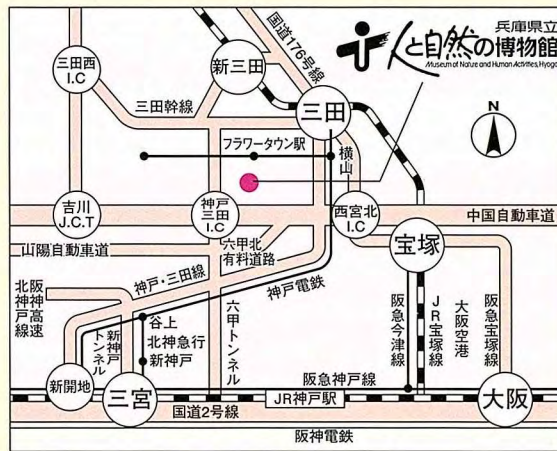 兵庫県立
人と自然の博物館
Museum of Nature and Human Activities, Hyogo
国道176号線
三田西
I.C
新三田
三田幹線
三田
N
フラワータウン駅
横山
吉川
J.C.T
神戸
三田
I.C
西宮北
I.C
中国自動車道
山陽自動車道
六甲北
有料道路
宝塚
神戸・三田線
神戸電鉄
阪神高速
北神戸線
新神戸
トンネル
谷上
北神急行
新神戸
六甲トンネル
阪急今津線
JR宝塚線
大阪空港
阪急宝塚線
新開地
三宮
阪急神戸線
大阪
国道2号線
JR神戸駅
阪神電鉄